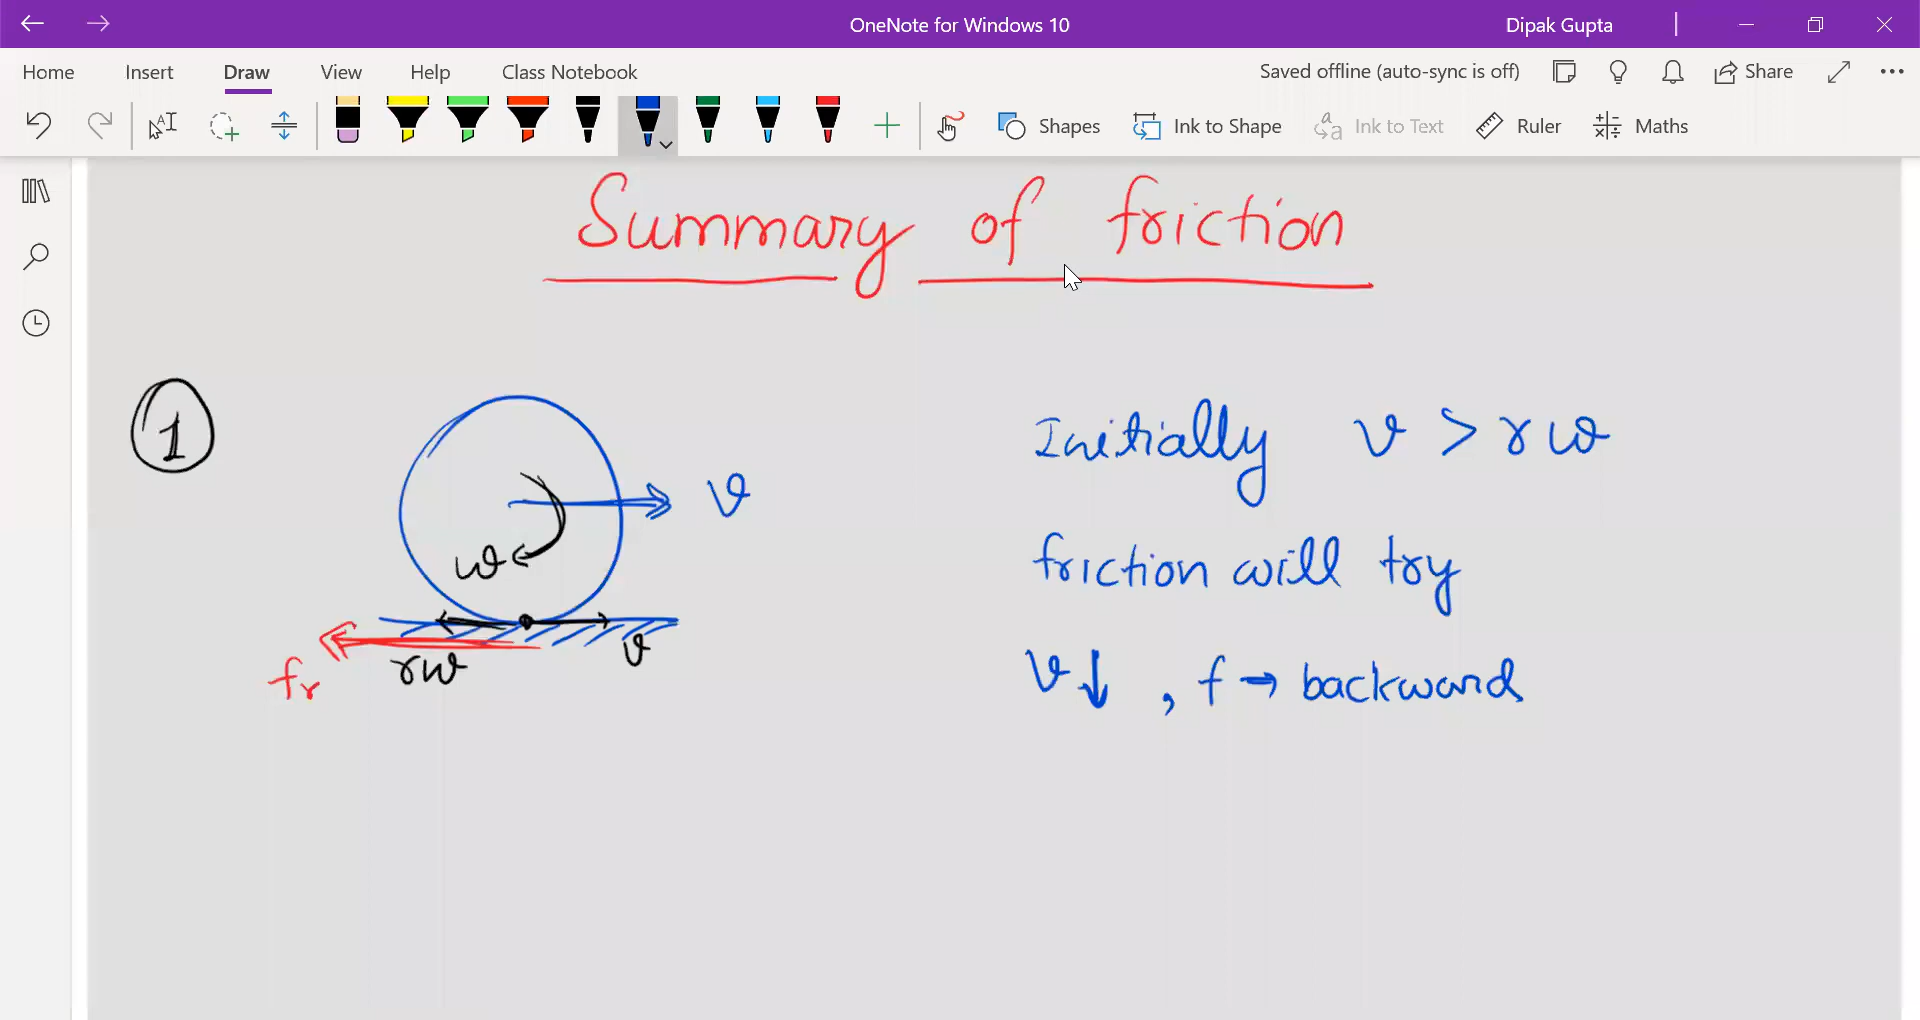 OneNote for Windows 10
Dipak Gupta
Home Insert Draw View Help Class Notebook
Saved offline (auto-sync is off) Share
Shapes Ink to Shape Ink to Text Ruler Maths
Summary of friction
1
Initially v > rω
v
ω
friction will try
fr rω v
v↓ , f → backward